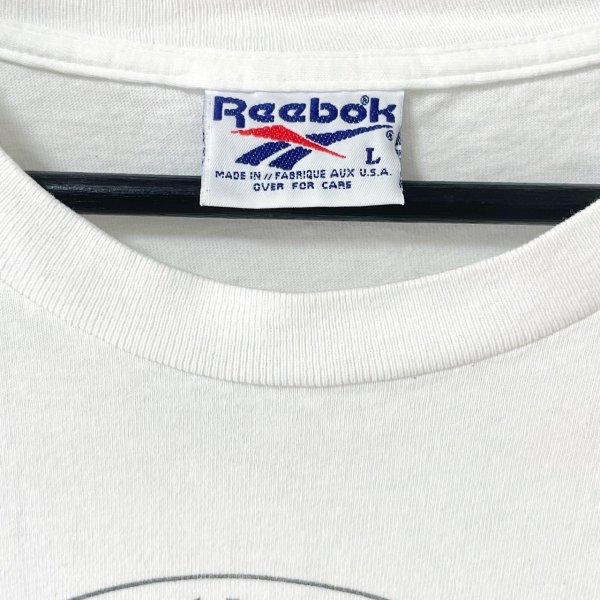 Reebok®
®
L
MADE IN // FABRIQUE AUX U.S.A.
OVER FOR CARE